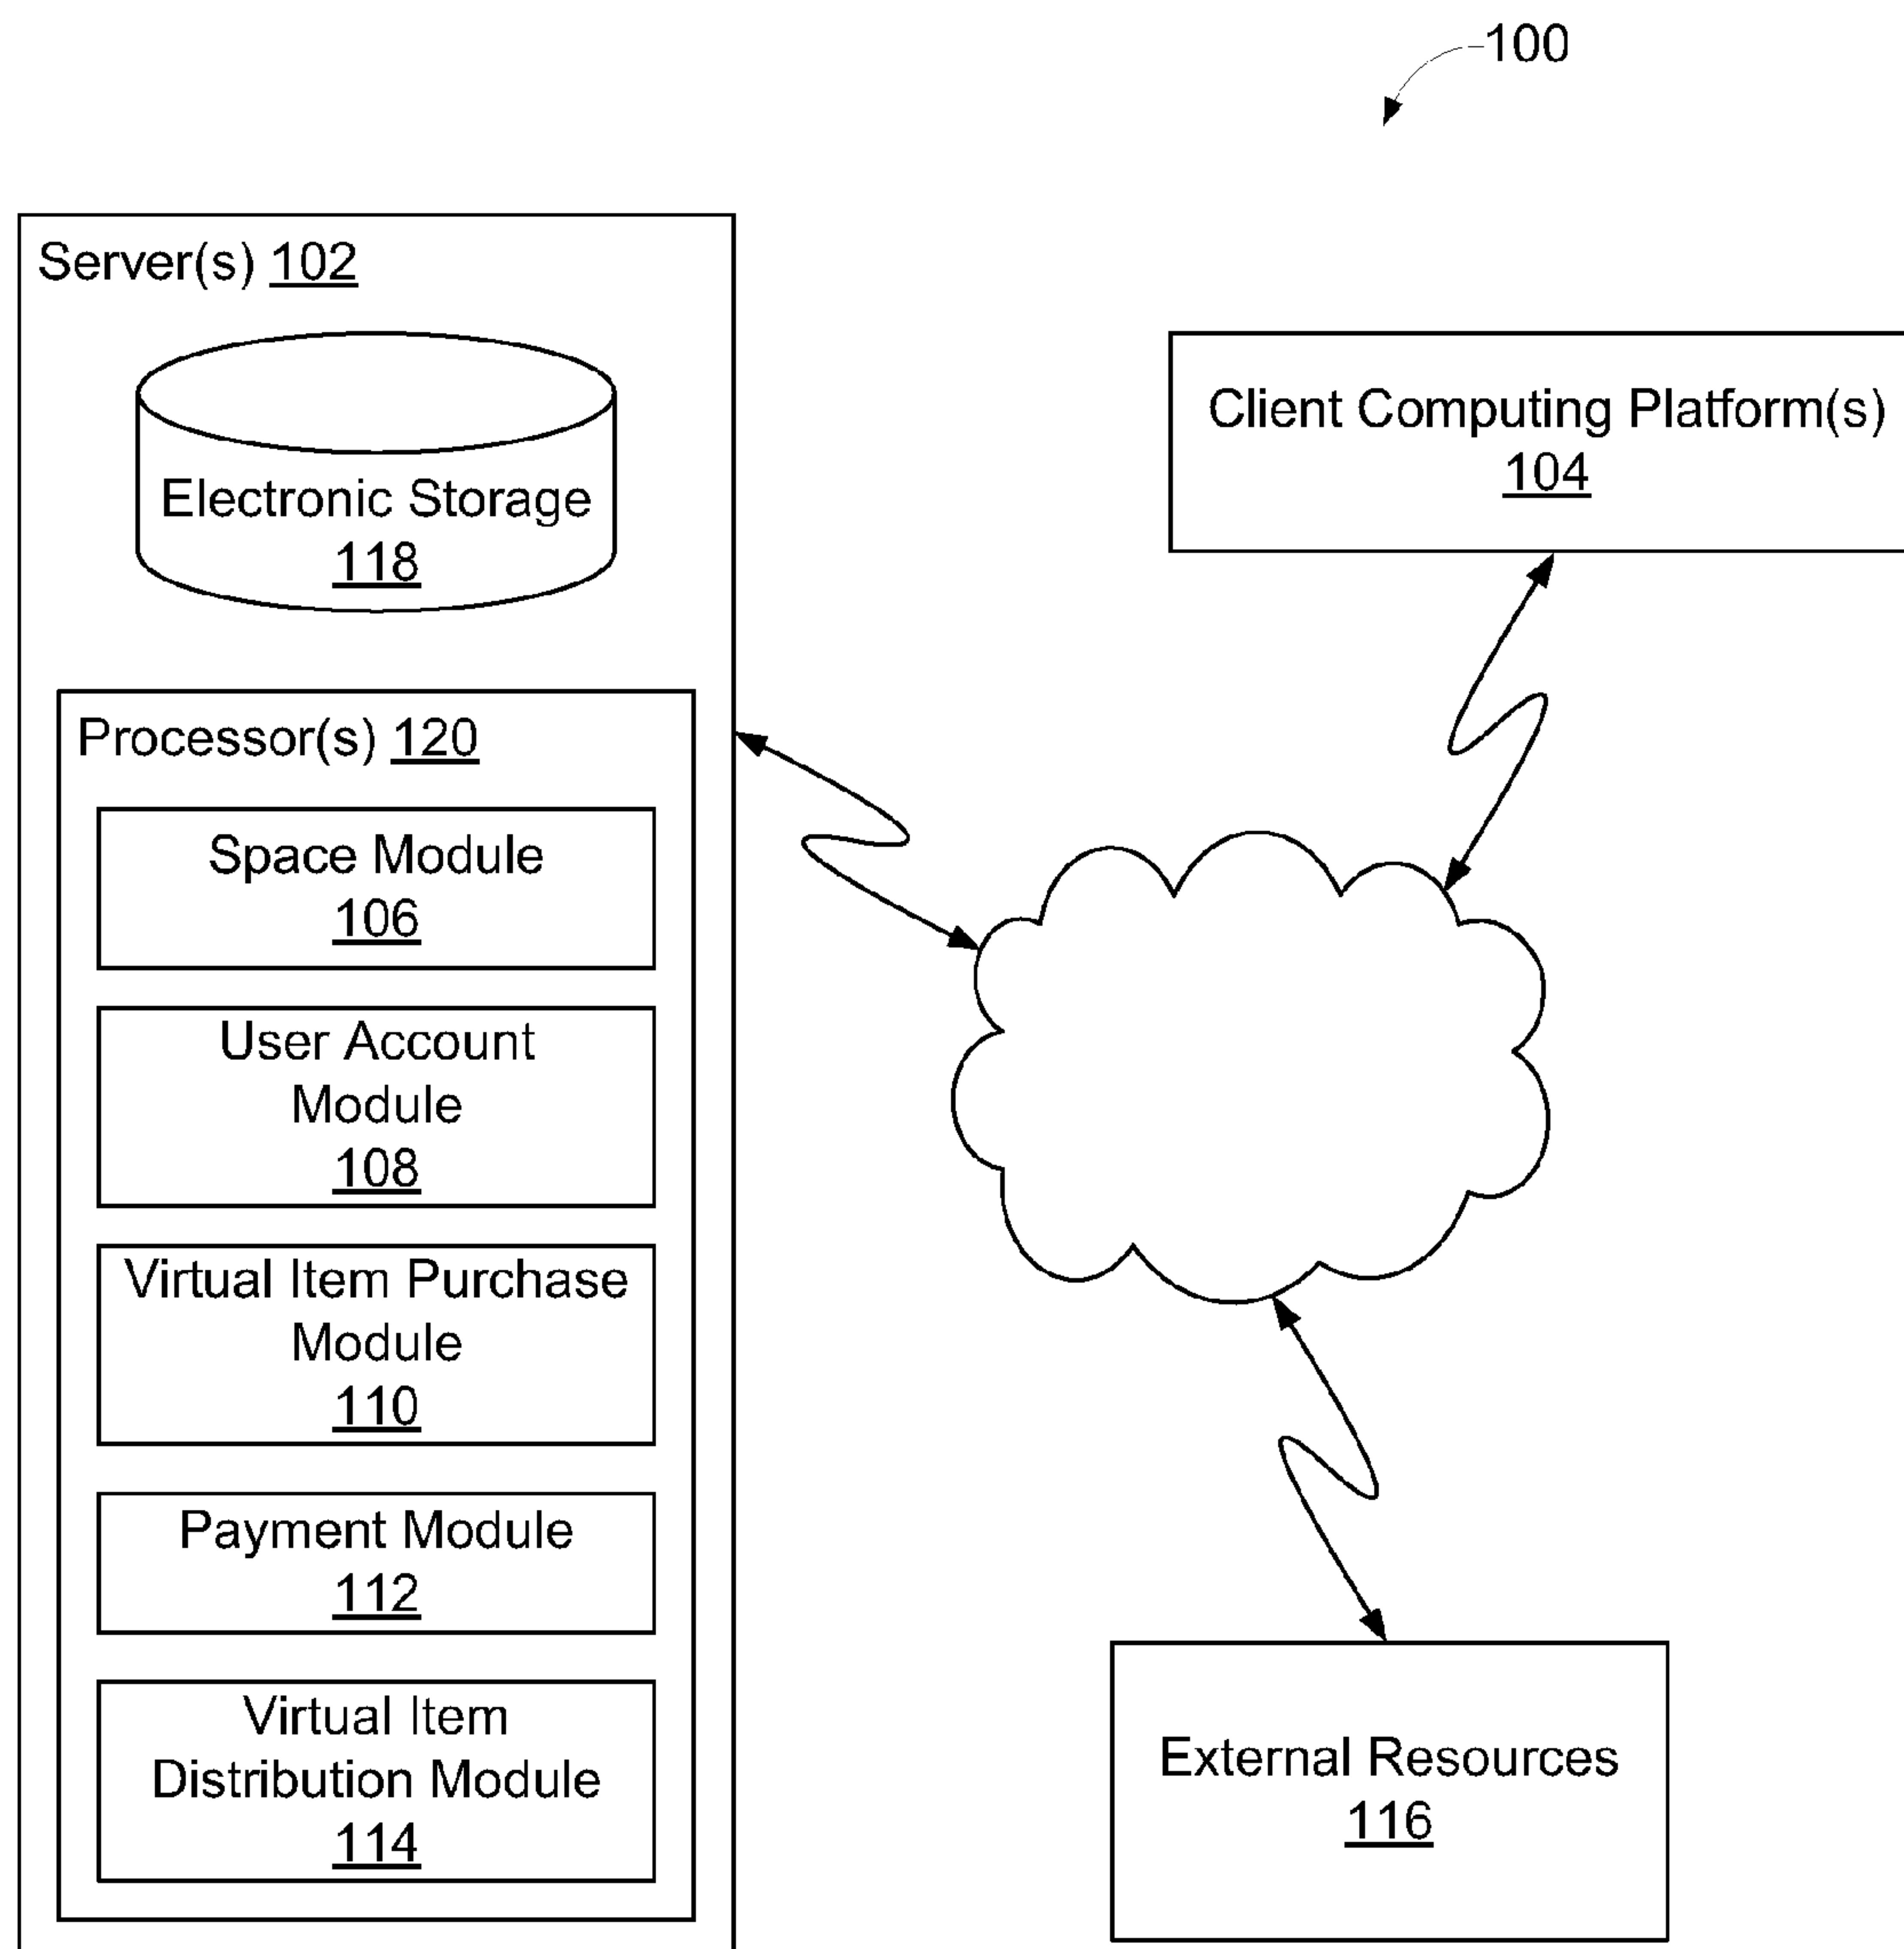 100
Server(s) 102
Electronic Storage
118
Client Computing Platform(s)
104
Processor(s) 120
Space Module
106
User Account
Module
108
Virtual Item Purchase
Module
110
Payment Module
112
Virtual Item
Distribution Module
114
External Resources
116